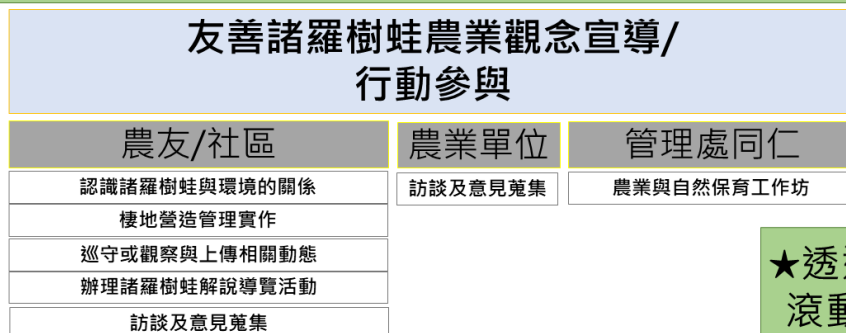 友善諸羅樹蛙農業觀念宣導/
行動參與
農友/社區
農業單位
管理處同仁
認識諸羅樹蛙與環境的關係
訪談及意見蒐集
農業與自然保育工作坊
棲地營造管理實作
巡守或觀察與上傳相關動態
辦理諸羅樹蛙解說導覽活動
訪談及意見蒐集
★透
滾動